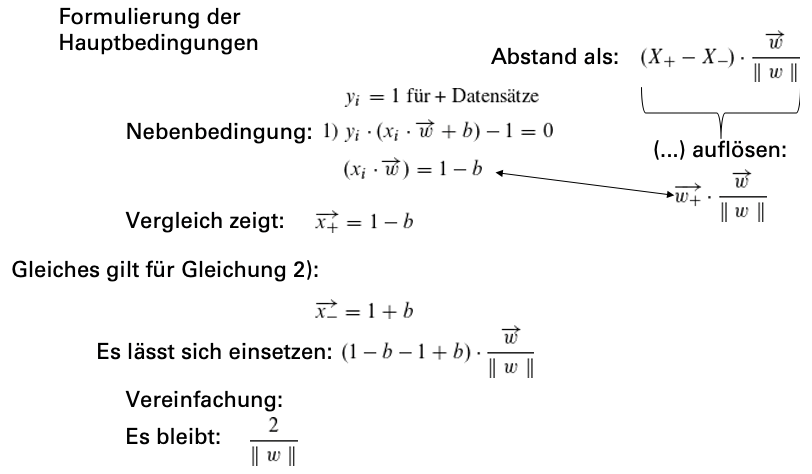 Formulierung der
Hauptbedingungen
Abstand als: (X₊ − X₋) · w⃗ / ‖ w ‖
yᵢ = 1 für + Datensätze
Nebenbedingung: 1) yᵢ · (xᵢ · w⃗ + b) − 1 = 0
(...) auflösen:
(xᵢ · w⃗) = 1 − b
w₊⃗ · w⃗ / ‖ w ‖
Vergleich zeigt: x₊⃗ = 1 − b
Gleiches gilt für Gleichung 2):
x₋⃗ = 1 + b
Es lässt sich einsetzen: (1 − b − 1 + b) · w⃗ / ‖ w ‖
Vereinfachung:
Es bleibt: 2 / ‖ w ‖